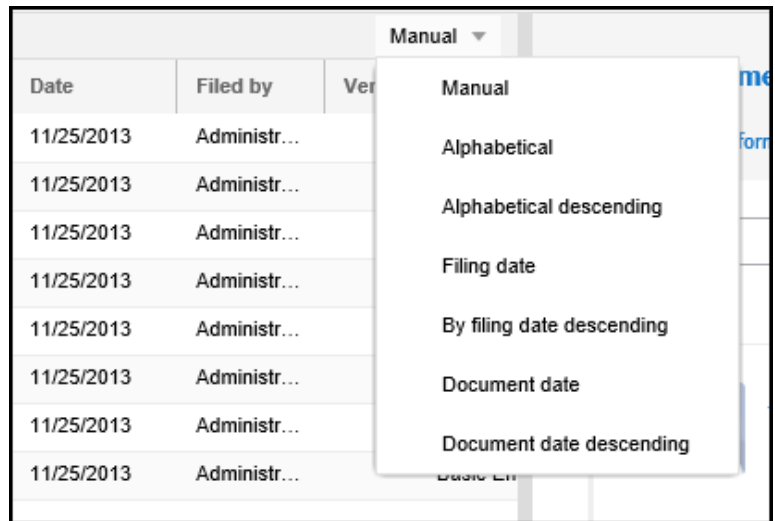 Manual
Date Filed by
Manual
11/25/2013 Administr...
Alphabetical
11/25/2013 Administr...
Alphabetical descending
11/25/2013 Administr...
Filing date
11/25/2013 Administr...
By filing date descending
11/25/2013 Administr...
Document date
11/25/2013 Administr...
11/25/2013 Administr...
Document date descending
11/25/2013 Administr...